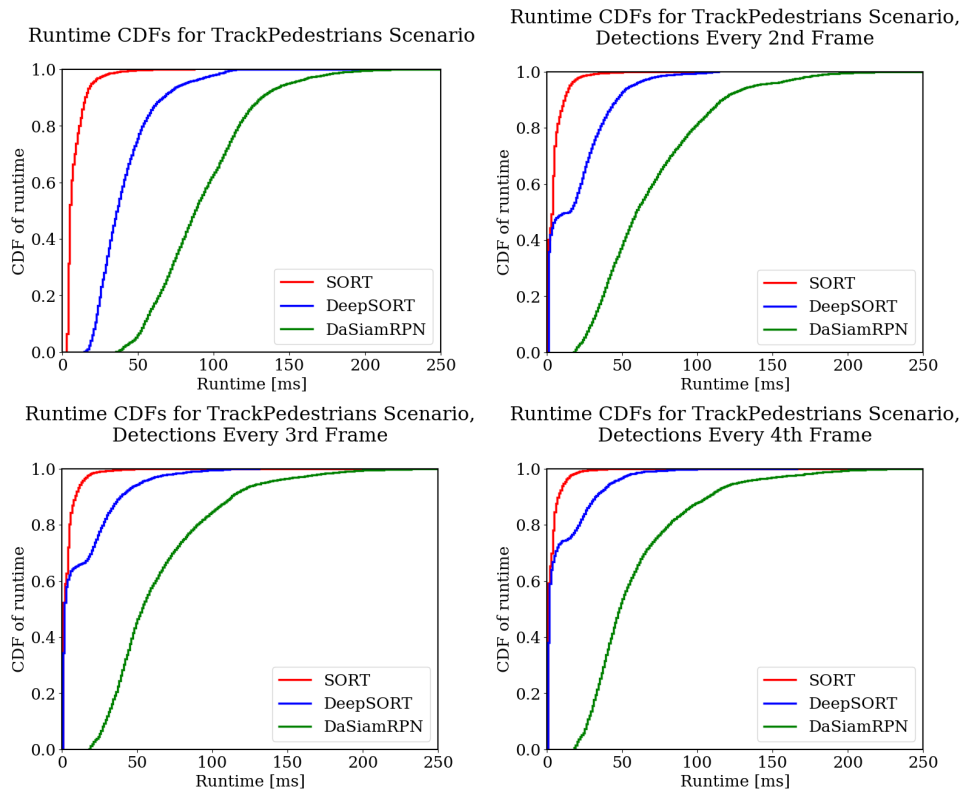 Runtime CDFs for TrackPedestrians Scenario
CDF of runtime
1.0
0.8
0.6
0.4
0.2
0.0
SORT
DeepSORT
DaSiamRPN
0 50 100 150 200 250
Runtime [ms]
Runtime CDFs for TrackPedestrians Scenario,
Detections Every 2nd Frame
CDF of runtime
1.0
0.8
0.6
0.4
0.2
0.0
SORT
DeepSORT
DaSiamRPN
0 50 100 150 200 250
Runtime [ms]
Runtime CDFs for TrackPedestrians Scenario,
Detections Every 3rd Frame
CDF of runtime
1.0
0.8
0.6
0.4
0.2
0.0
SORT
DeepSORT
DaSiamRPN
0 50 100 150 200 250
Runtime [ms]
Runtime CDFs for TrackPedestrians Scenario,
Detections Every 4th Frame
CDF of runtime
1.0
0.8
0.6
0.4
0.2
0.0
SORT
DeepSORT
DaSiamRPN
0 50 100 150 200 250
Runtime [ms]